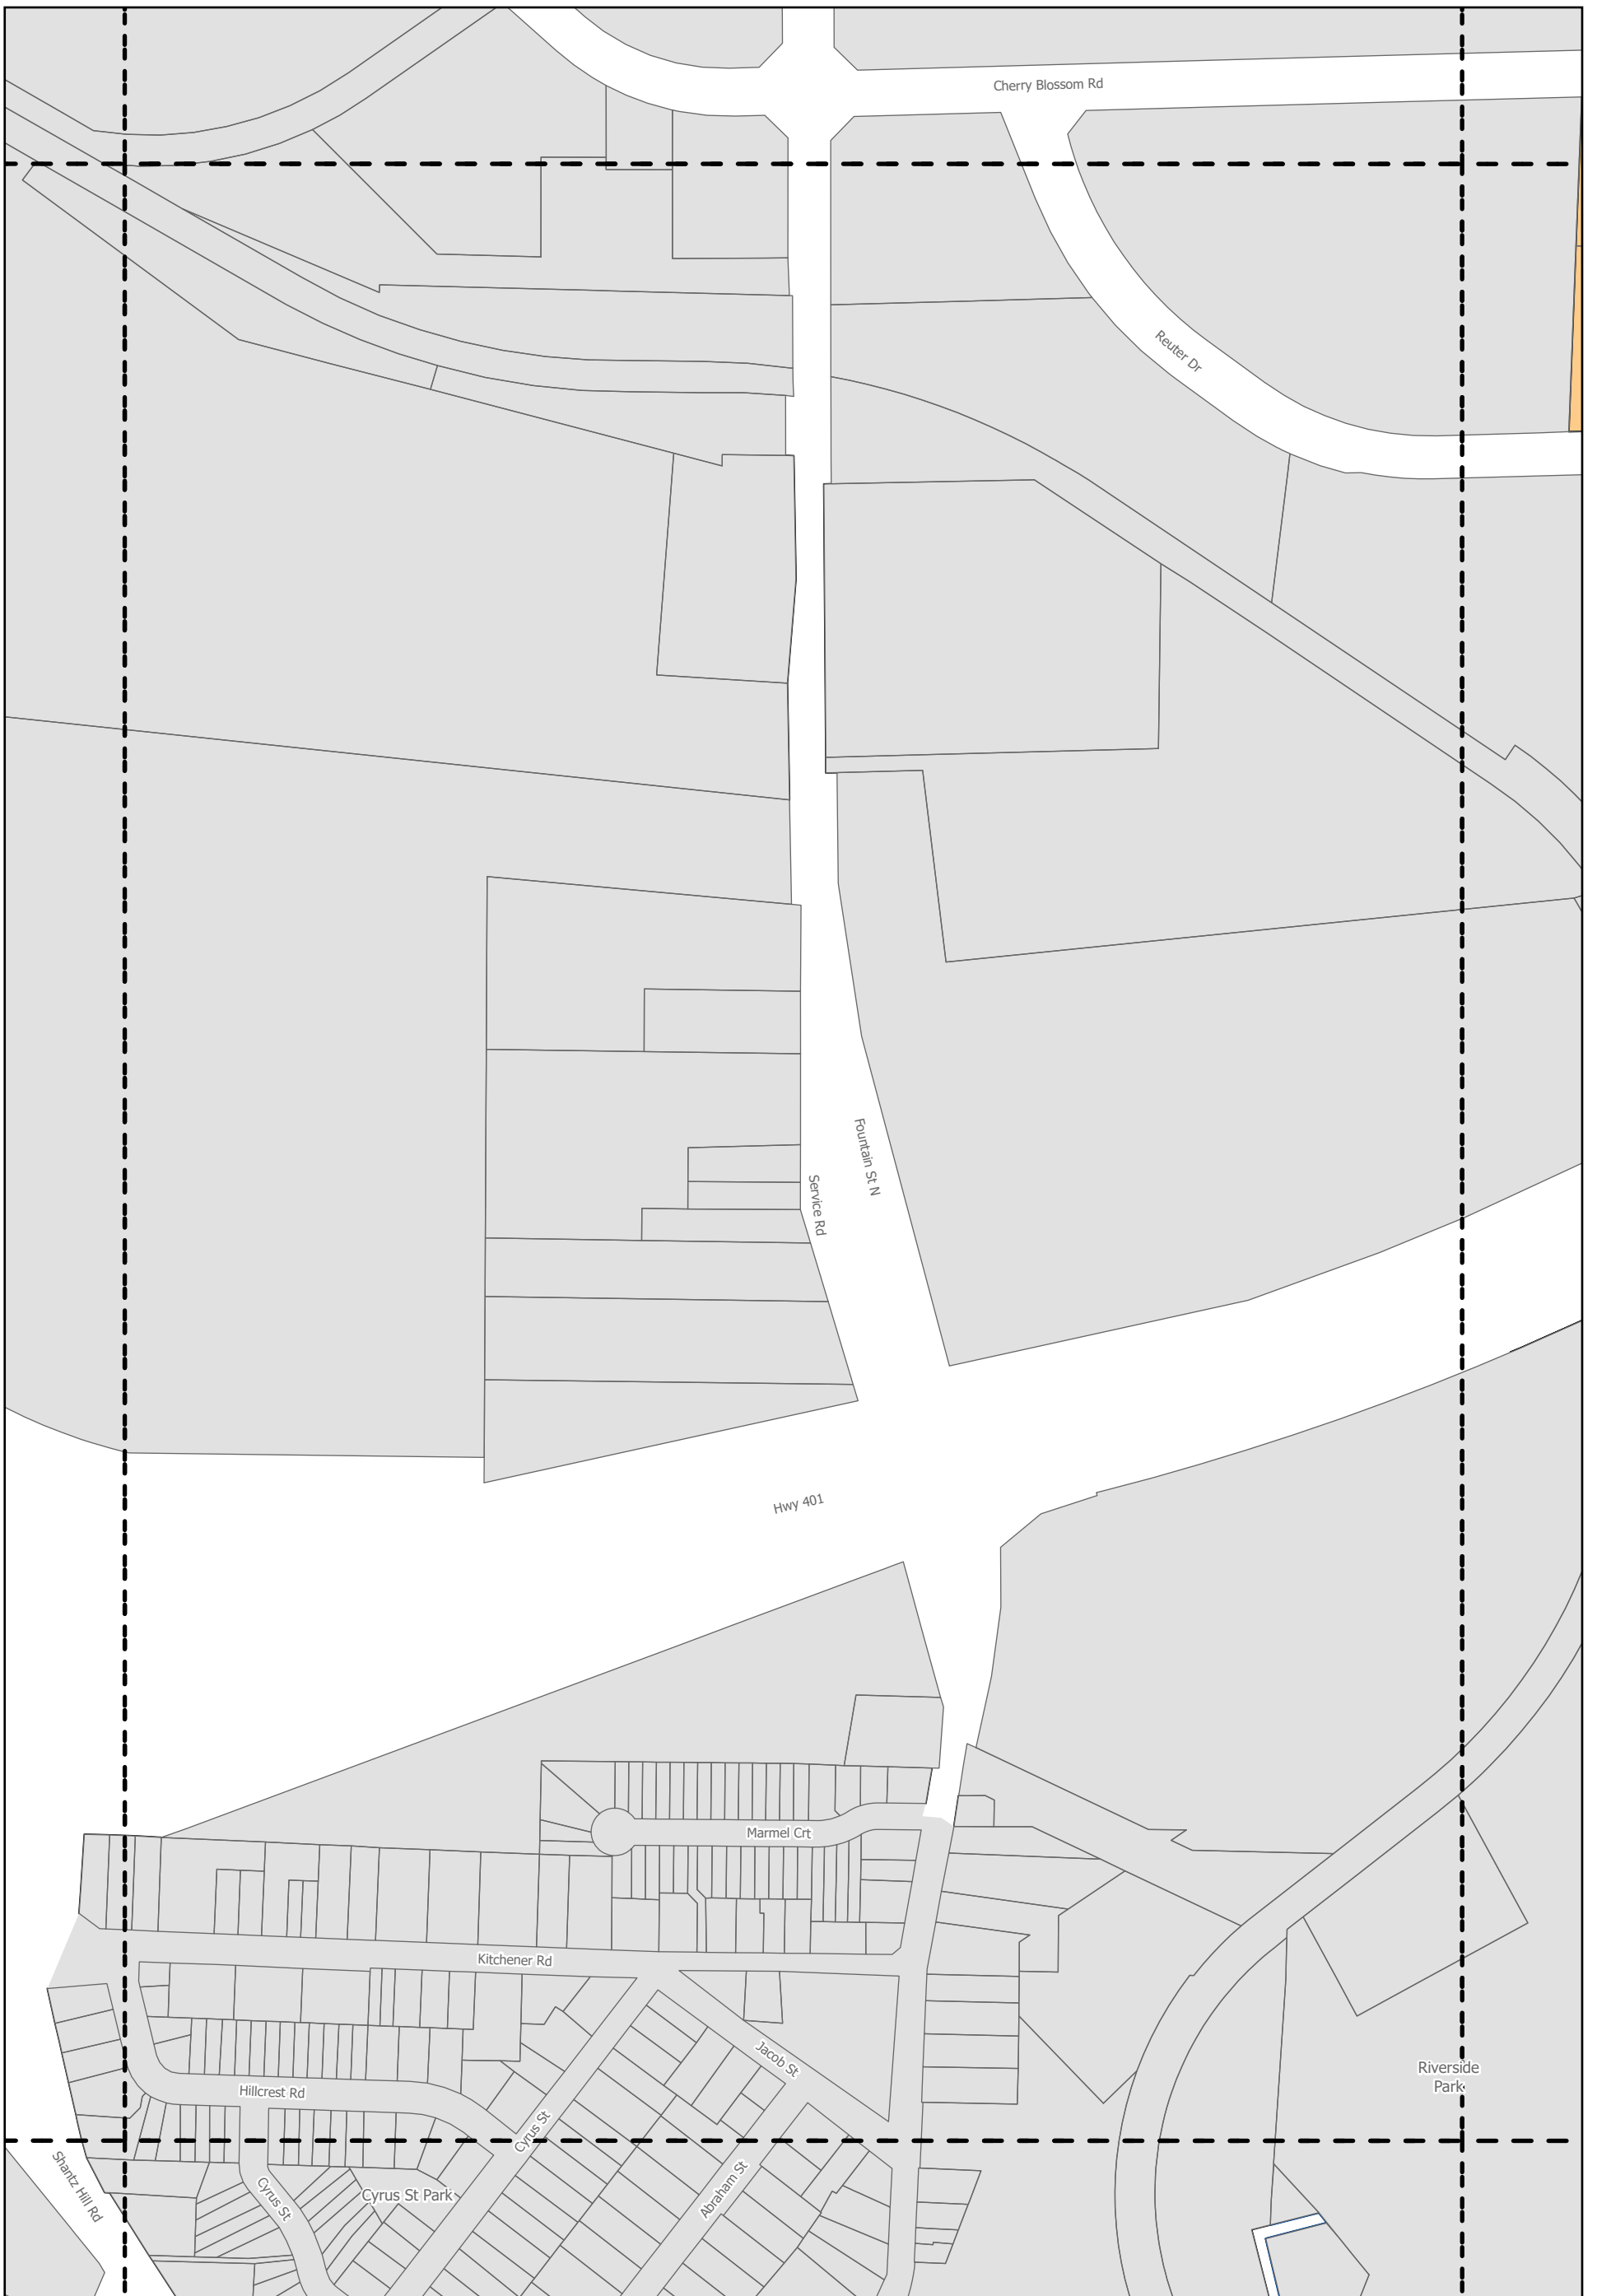 Cherry Blossom Rd
Reuter Dr
Fountain St N
Service Rd
Hwy 401
Marmel Crt
Kitchener Rd
Jacob St
Riverside
Park
Hillcrest Rd
Cyrus St
Shantz Hill Rd
Cyrus St
Cyrus St Park
Abraham St